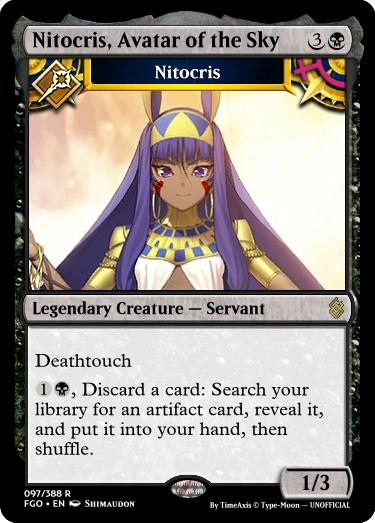 Nitocris, Avatar of the Sky 3
Nitocris
Legendary Creature — Servant
Deathtouch
1, Discard a card: Search your
library for an artifact card, reveal it,
and put it into your hand, then
shuffle.
1/3
097/388 R
FGO • EN Shimaudon
By TimeAxis © Type-Moon — UNOFFICIAL